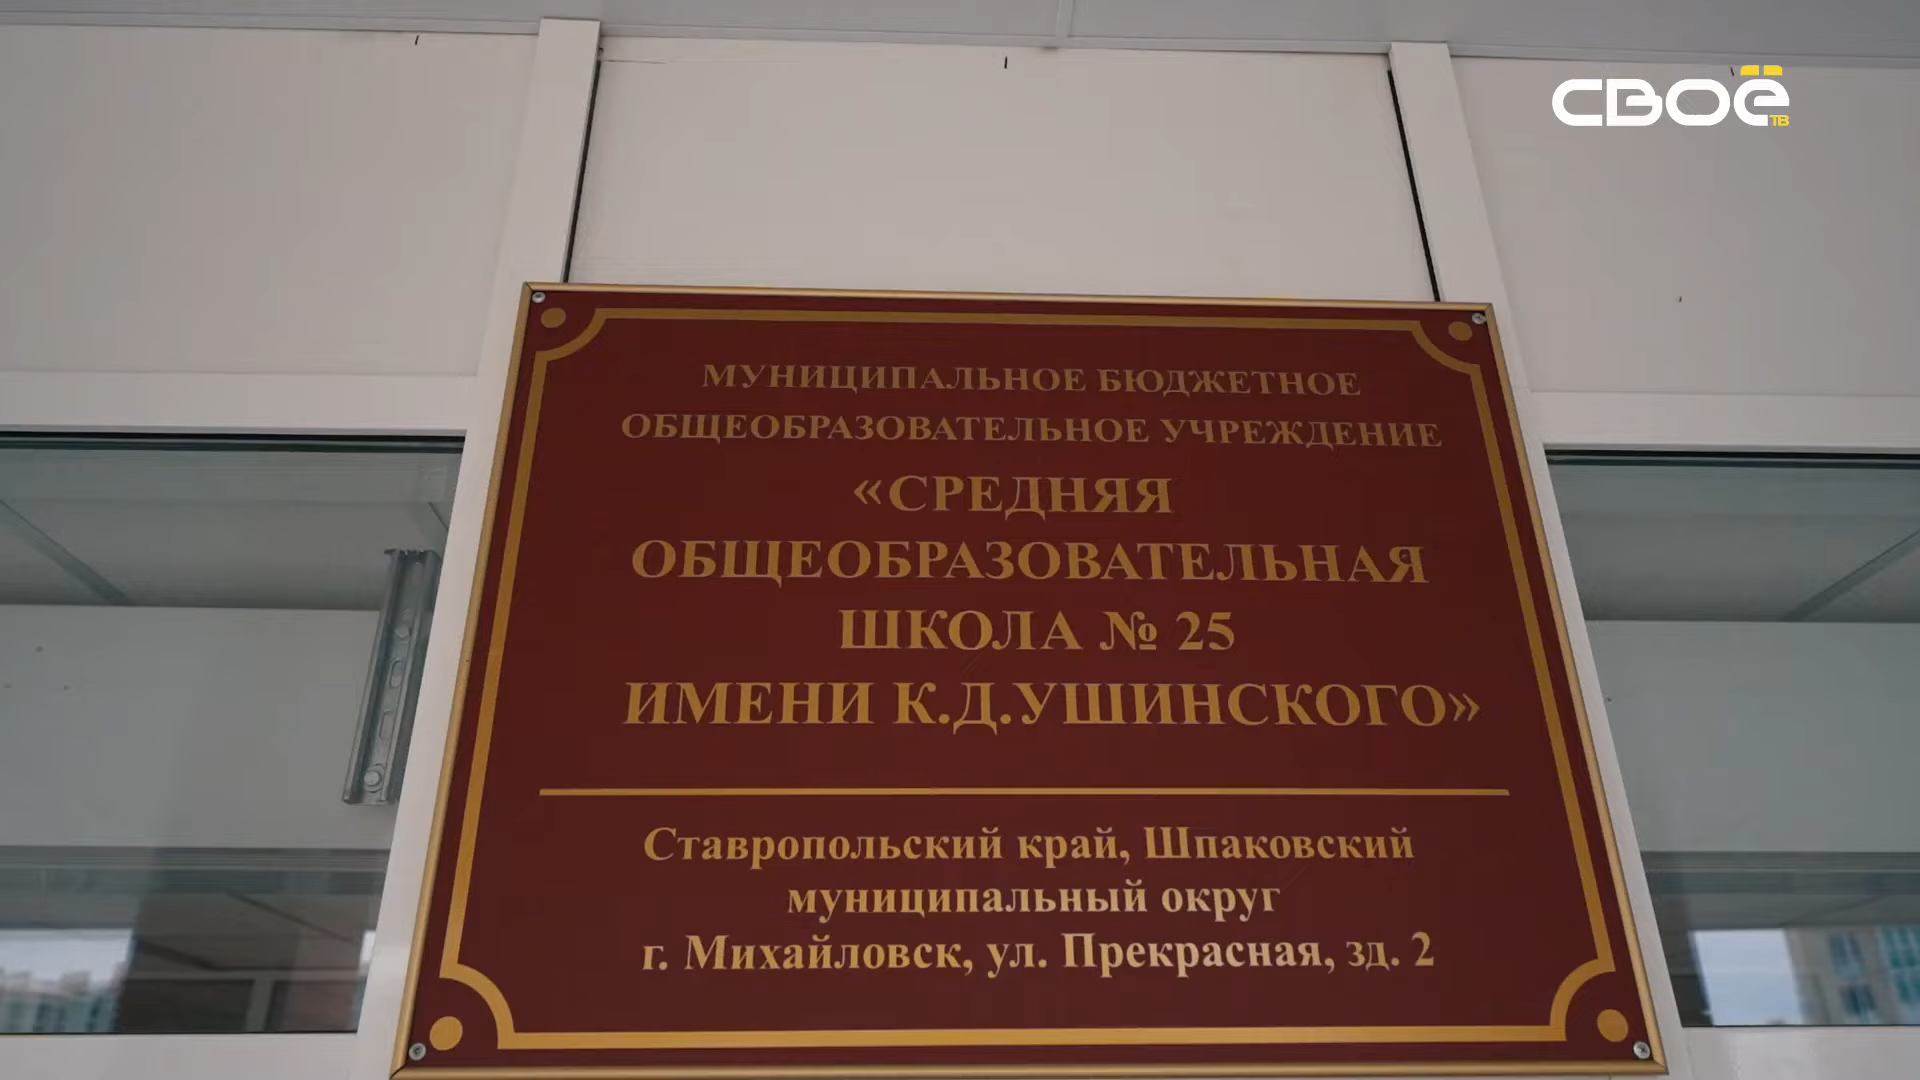 СВОЁ
ТВ
МУНИЦИПАЛЬНОЕ БЮДЖЕТНОЕ
ОБЩЕОБРАЗОВАТЕЛЬНОЕ УЧРЕЖДЕНИЕ
«СРЕДНЯЯ
ОБЩЕОБРАЗОВАТЕЛЬНАЯ
ШКОЛА № 25
ИМЕНИ К.Д.УШИНСКОГО»
Ставропольский край, Шпаковский
муниципальный округ
г. Михайловск, ул. Прекрасная, зд. 2